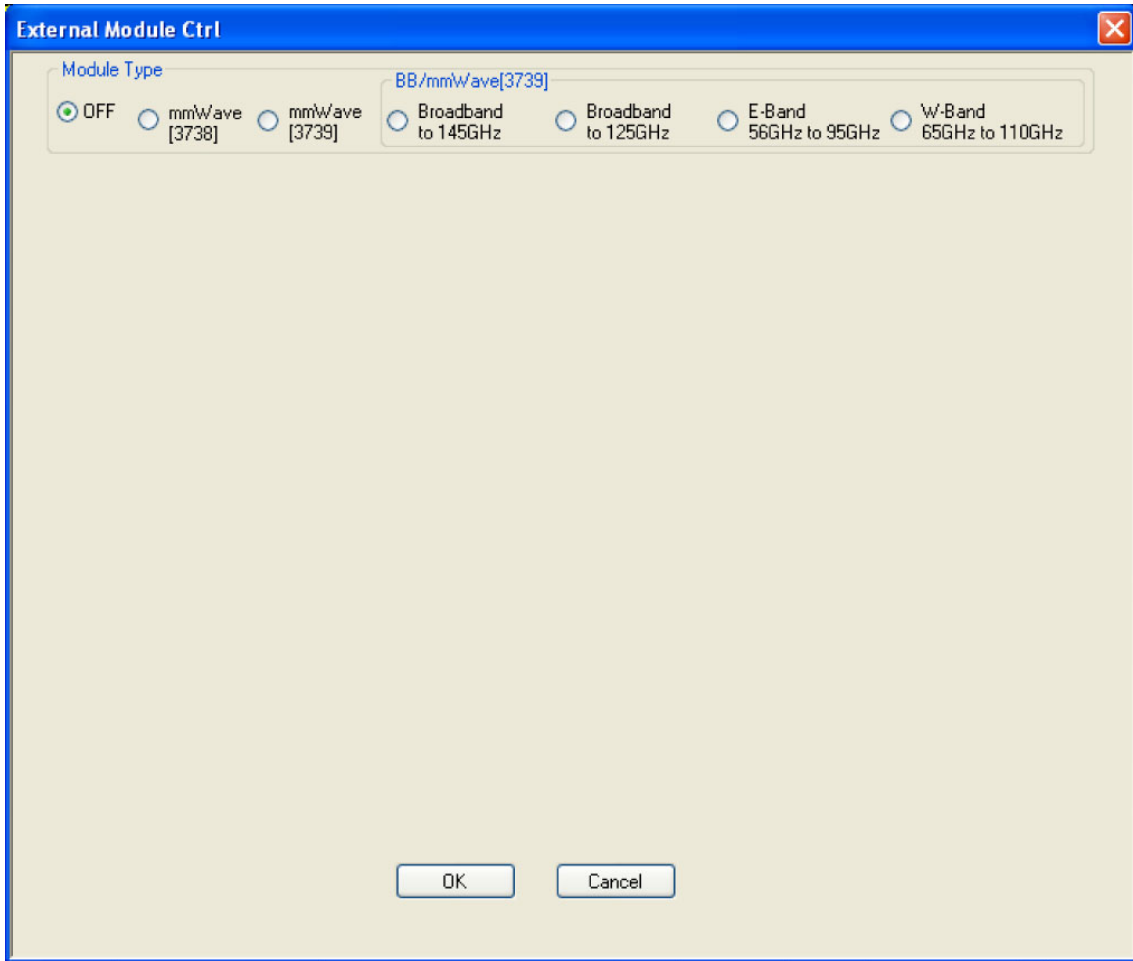 External Module Ctrl
Module Type
BB/mmWave[3739]
OFF
mmWave
[3738]
mmWave
[3739]
Broadband
to 145GHz
Broadband
to 125GHz
E-Band
56GHz to 95GHz
W-Band
65GHz to 110GHz
OK
Cancel